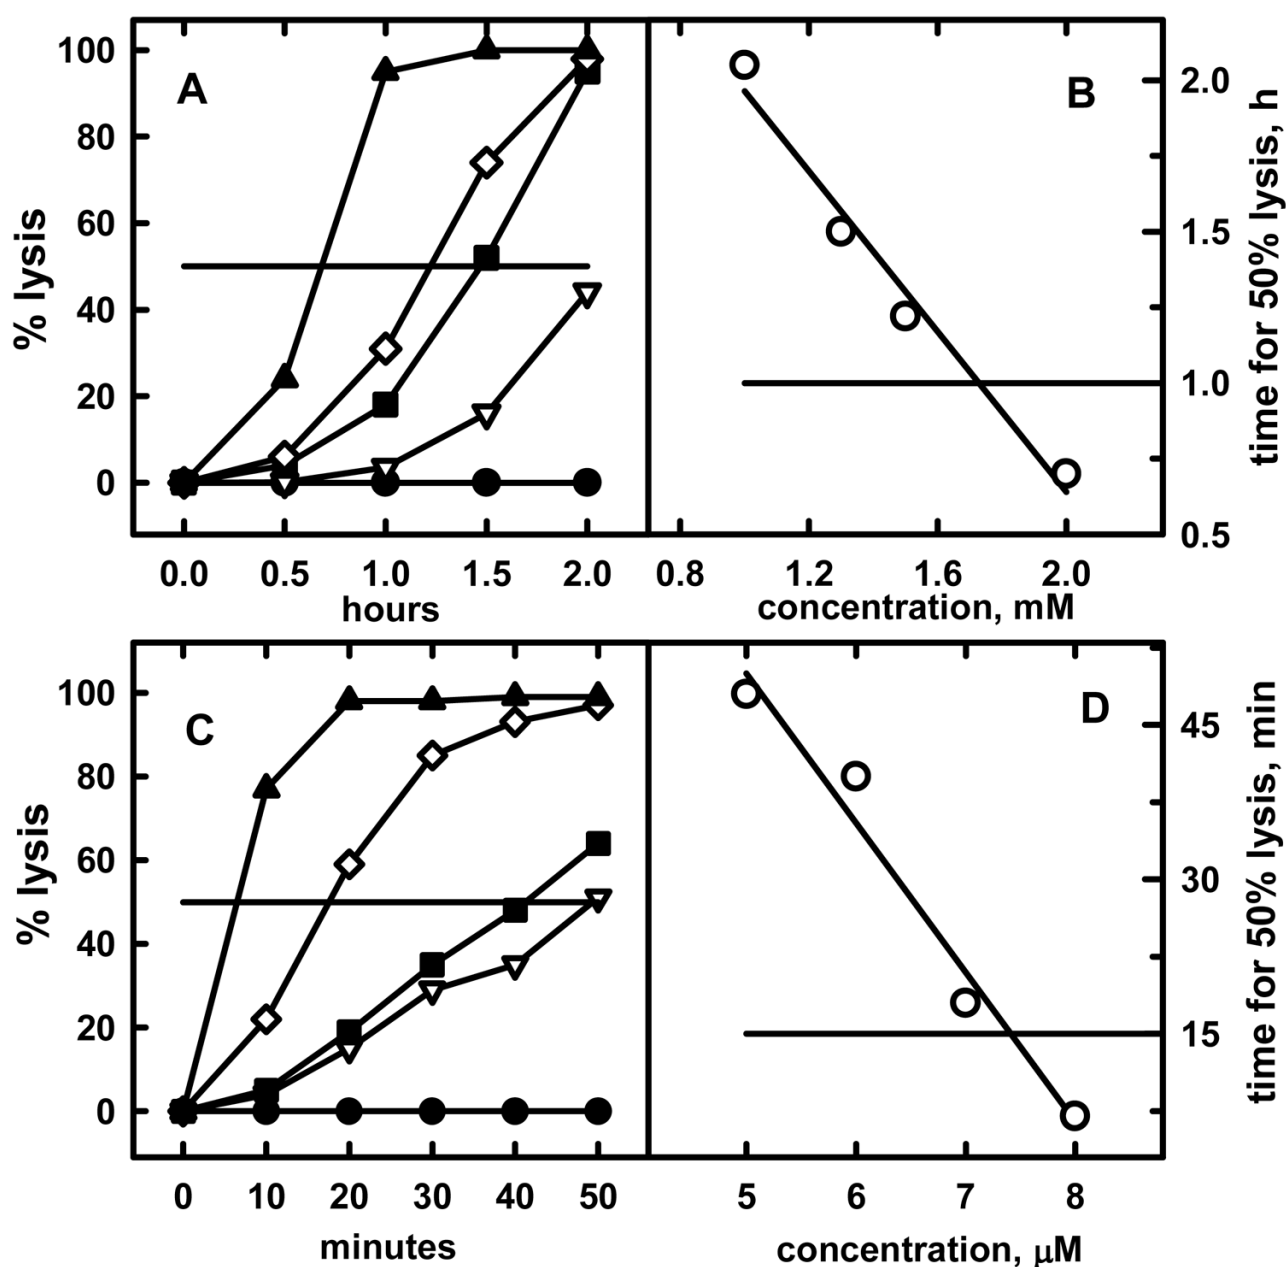 A
B
% lysis
100
80
60
40
20
0
0.0 0.5 1.0 1.5 2.0
hours
0.8 1.2 1.6 2.0
concentration, mM
2.0
1.5
1.0
0.5
time for 50% lysis, h
C
D
% lysis
100
80
60
40
20
0
0 10 20 30 40 50
minutes
5 6 7 8
concentration, μM
45
30
15
time for 50% lysis, min